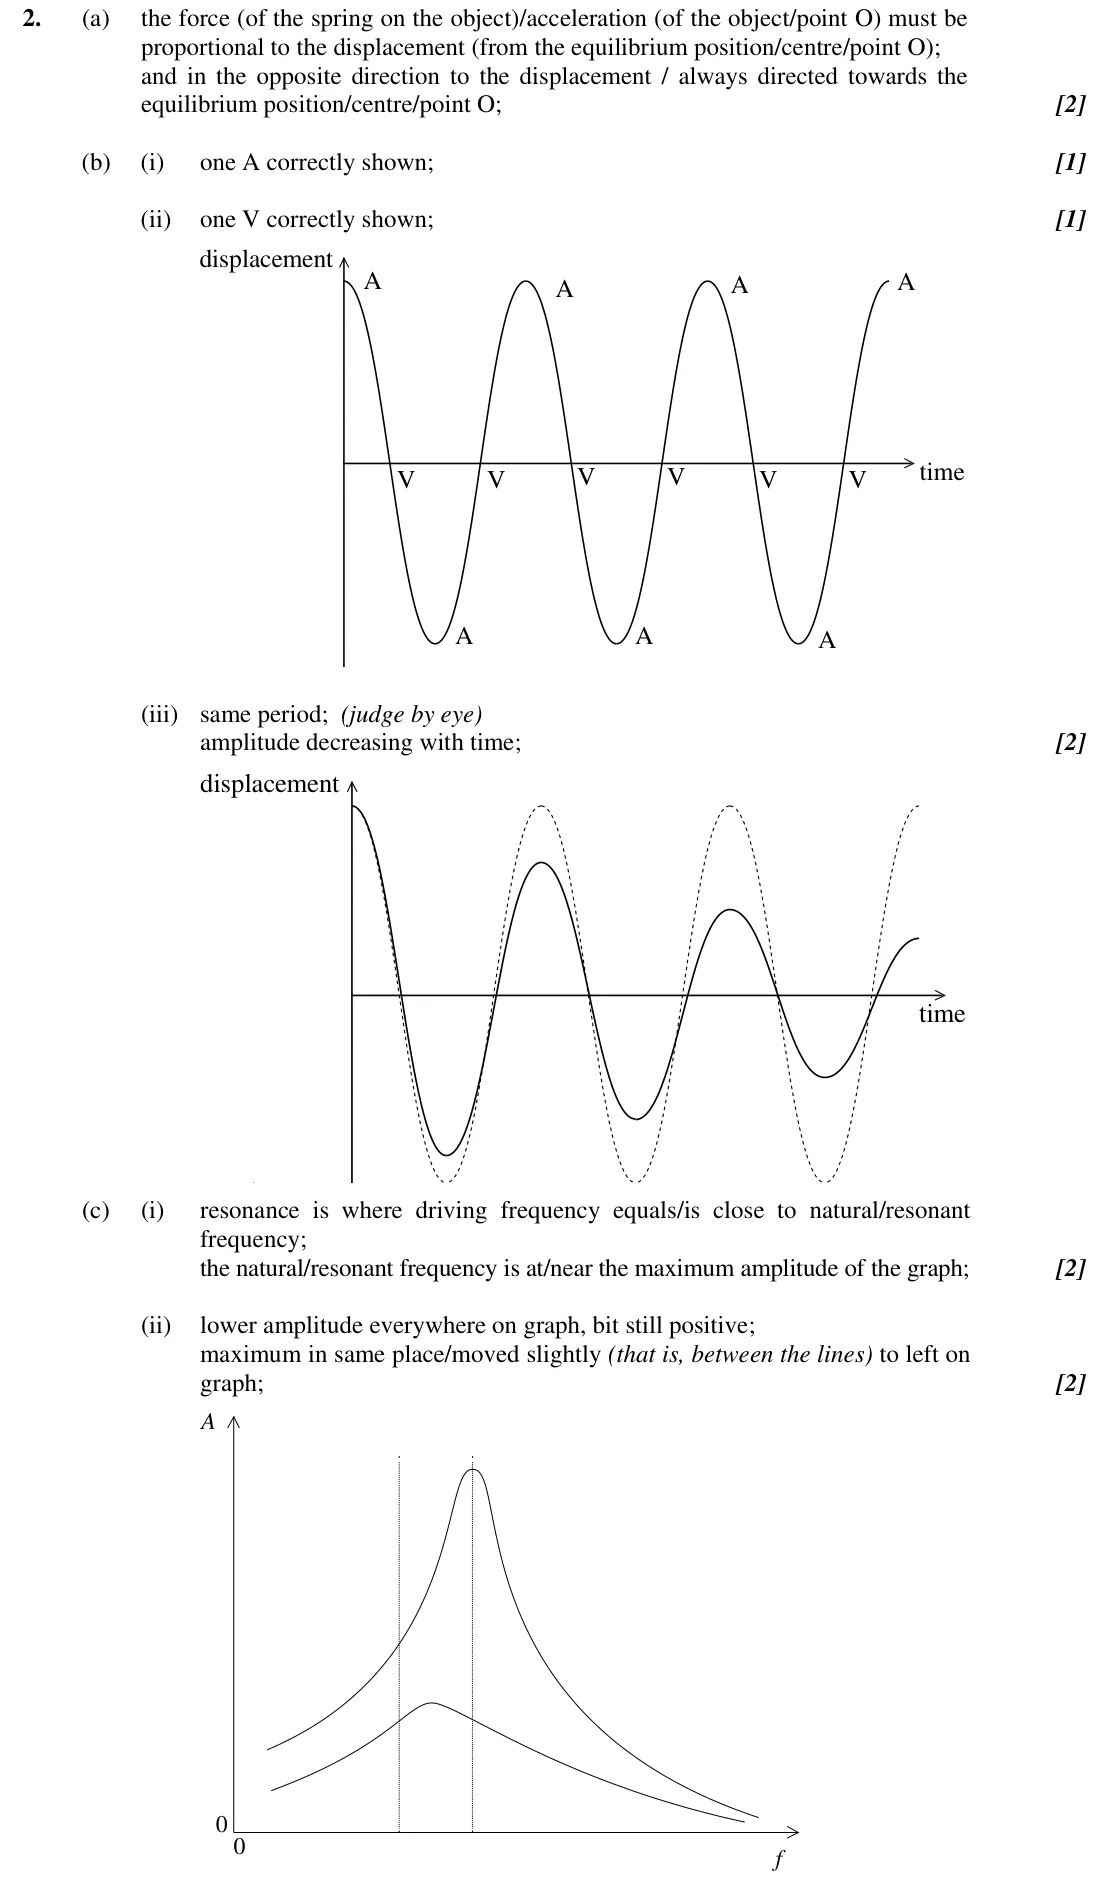 2. (a) the force (of the spring on the object)/acceleration (of the object/point O) must be
proportional to the displacement (from the equilibrium position/centre/point O);
and in the opposite direction to the displacement / always directed towards the
equilibrium position/centre/point O; [2]
(b) (i) one A correctly shown; [1]
(ii) one V correctly shown; [1]
displacement
A A A A
V V V V V V time
A A A
(iii) same period; (judge by eye)
amplitude decreasing with time; [2]
displacement
time
(c) (i) resonance is where driving frequency equals/is close to natural/resonant
frequency;
the natural/resonant frequency is at/near the maximum amplitude of the graph; [2]
(ii) lower amplitude everywhere on graph, bit still positive;
maximum in same place/moved slightly (that is, between the lines) to left on
graph; [2]
A
0
0
f